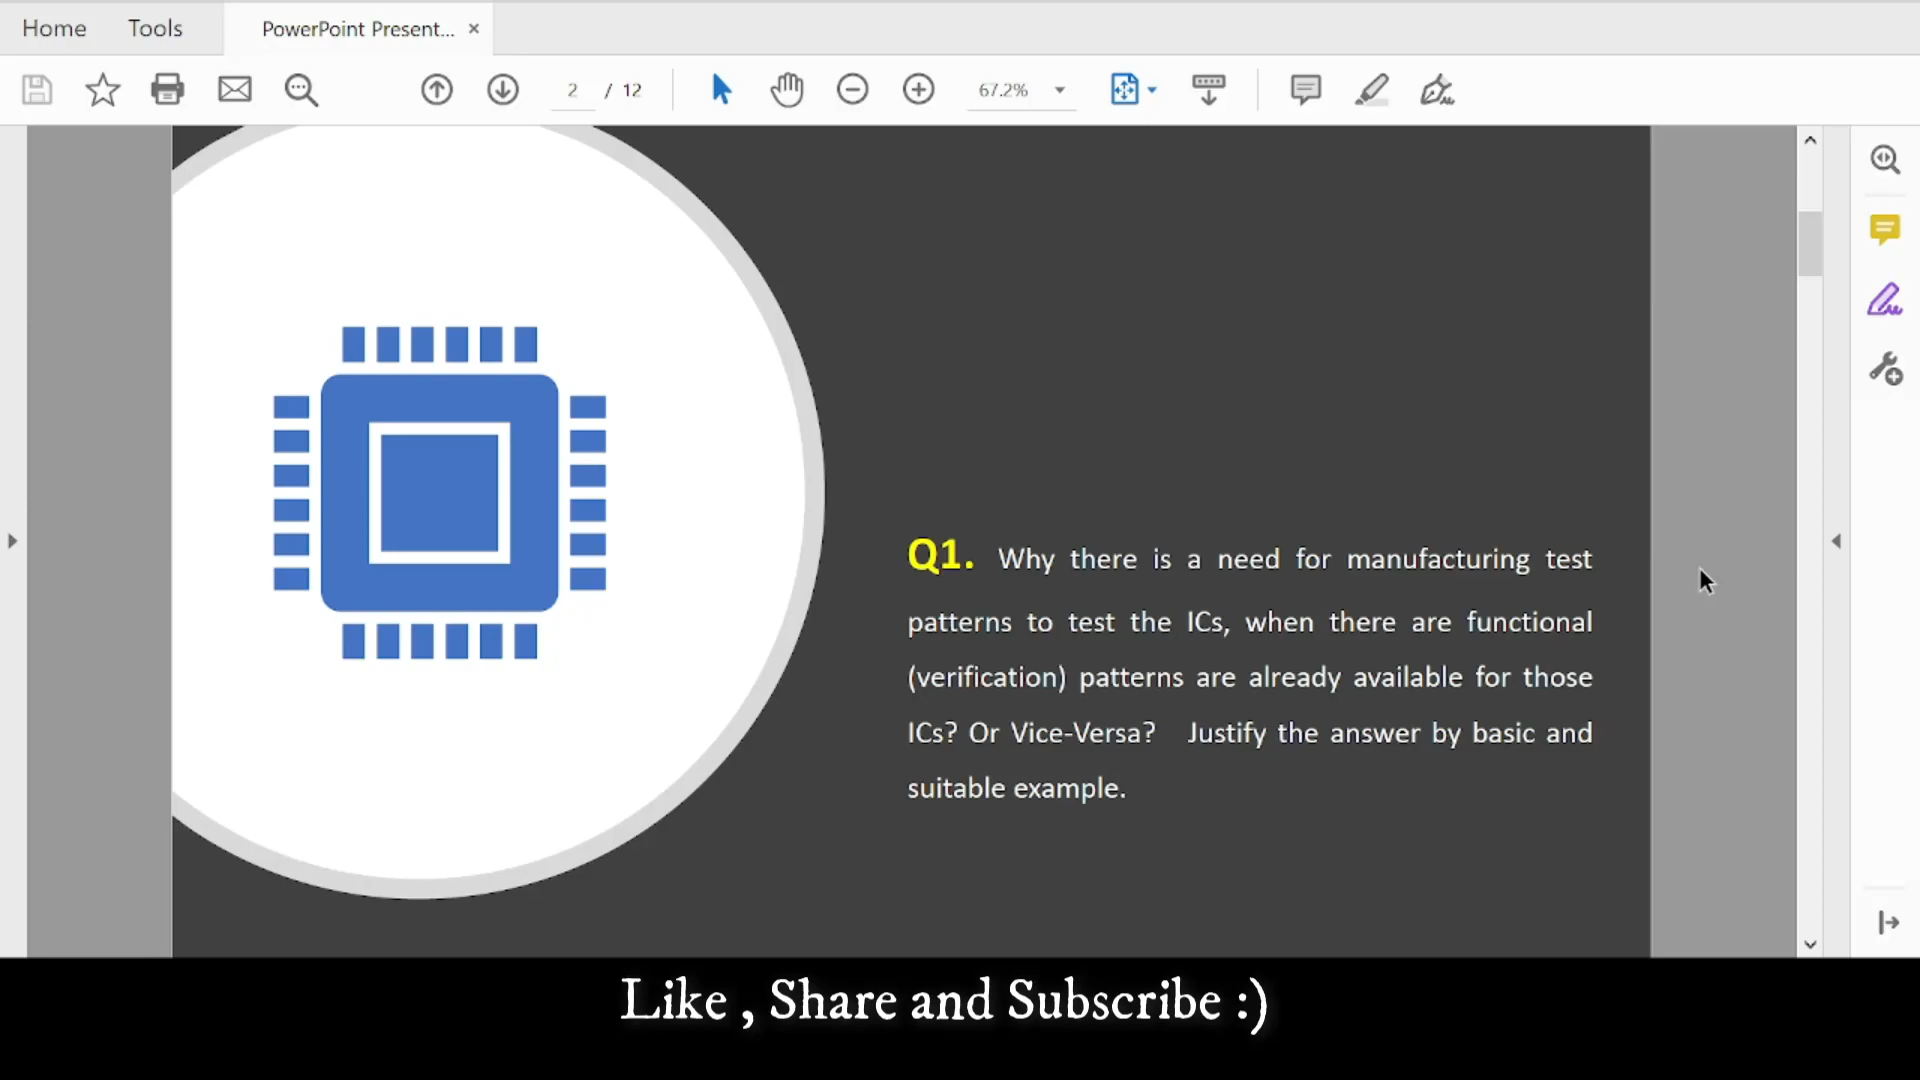 Home Tools PowerPoint Present... ×
2 / 12 67.2%
Q1. Why there is a need for manufacturing test
patterns to test the ICs, when there are functional
(verification) patterns are already available for those
ICs? Or Vice-Versa? Justify the answer by basic and
suitable example.
Like , Share and Subscribe :)